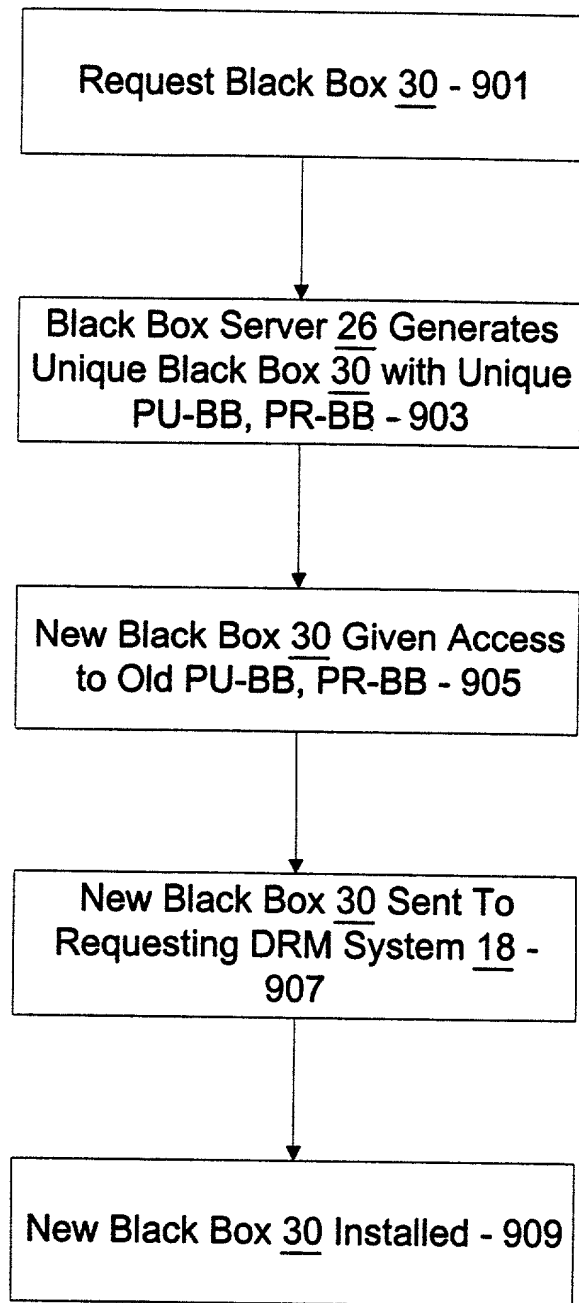 Request Black Box 30 - 901
Black Box Server 26 Generates
Unique Black Box 30 with Unique
PU-BB, PR-BB - 903
New Black Box 30 Given Access
to Old PU-BB, PR-BB - 905
New Black Box 30 Sent To
Requesting DRM System 18 -
907
New Black Box 30 Installed - 909